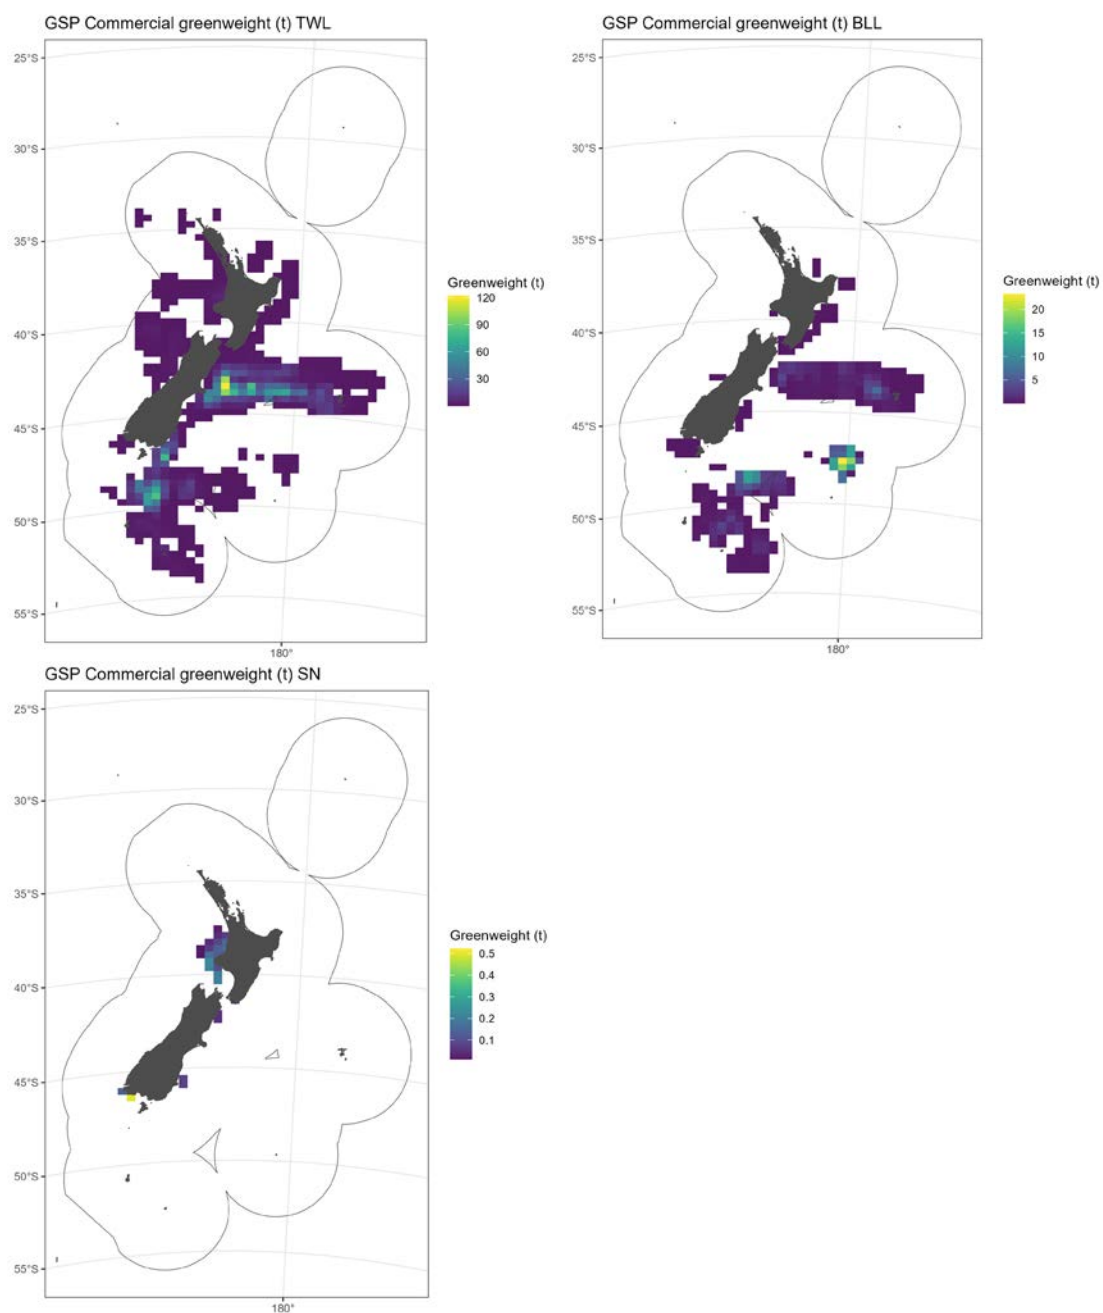 GSP Commercial greenweight (t) TWL
25°S
30°S
35°S
40°S
45°S
50°S
55°S
180°
Greenweight (t)
120
90
60
30
GSP Commercial greenweight (t) BLL
25°S
30°S
35°S
40°S
45°S
50°S
55°S
180°
Greenweight (t)
20
15
10
5
GSP Commercial greenweight (t) SN
25°S
30°S
35°S
40°S
45°S
50°S
55°S
180°
Greenweight (t)
0.5
0.4
0.3
0.2
0.1